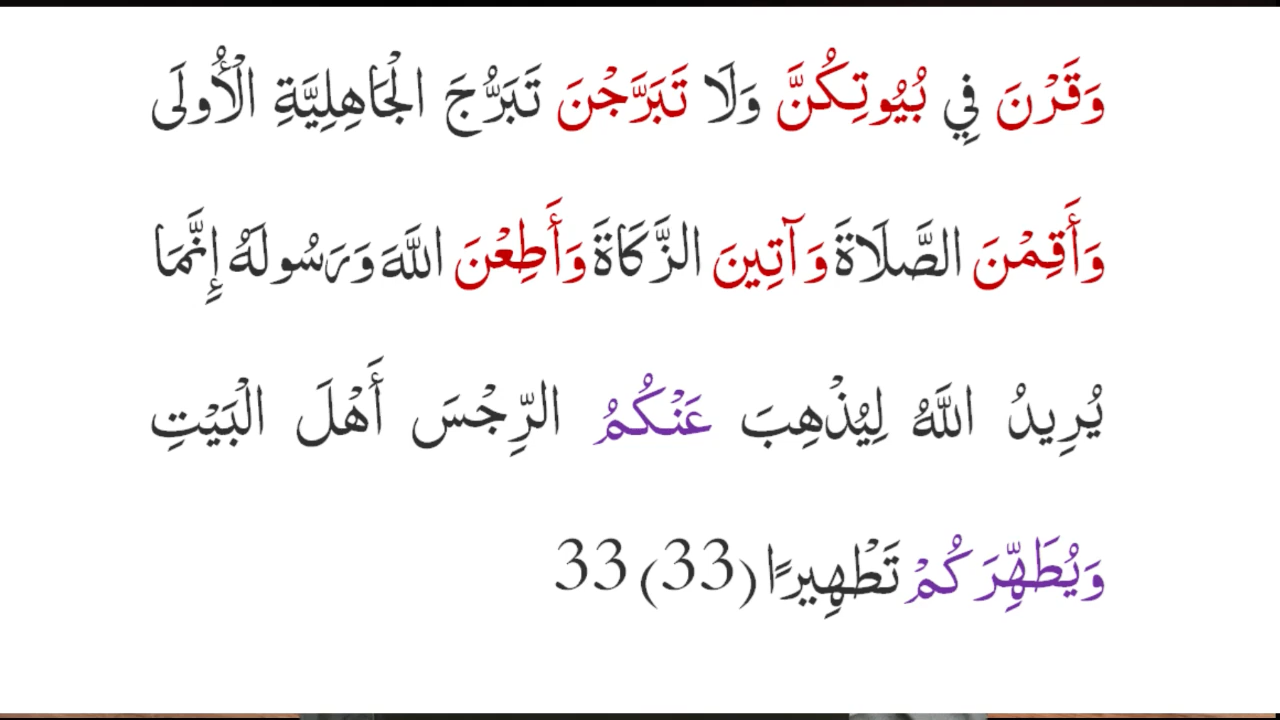 وَقَرْنَ فِي بُيُوتِكُنَّ وَلَا تَبَرَّجْنَ تَبَرُّجَ الْجَاهِلِيَّةِ الْأُولَى
وَأَقِمْنَ الصَّلَاةَ وَآتِينَ الزَّكَاةَ وَأَطِعْنَ اللَّهَ وَرَسُولَهُ إِنَّمَا
يُرِيدُ اللَّهُ لِيُذْهِبَ عَنْكُمُ الرِّجْسَ أَهْلَ الْبَيْتِ
وَيُطَهِّرَكُمْ تَطْهِيرًا (33) 33